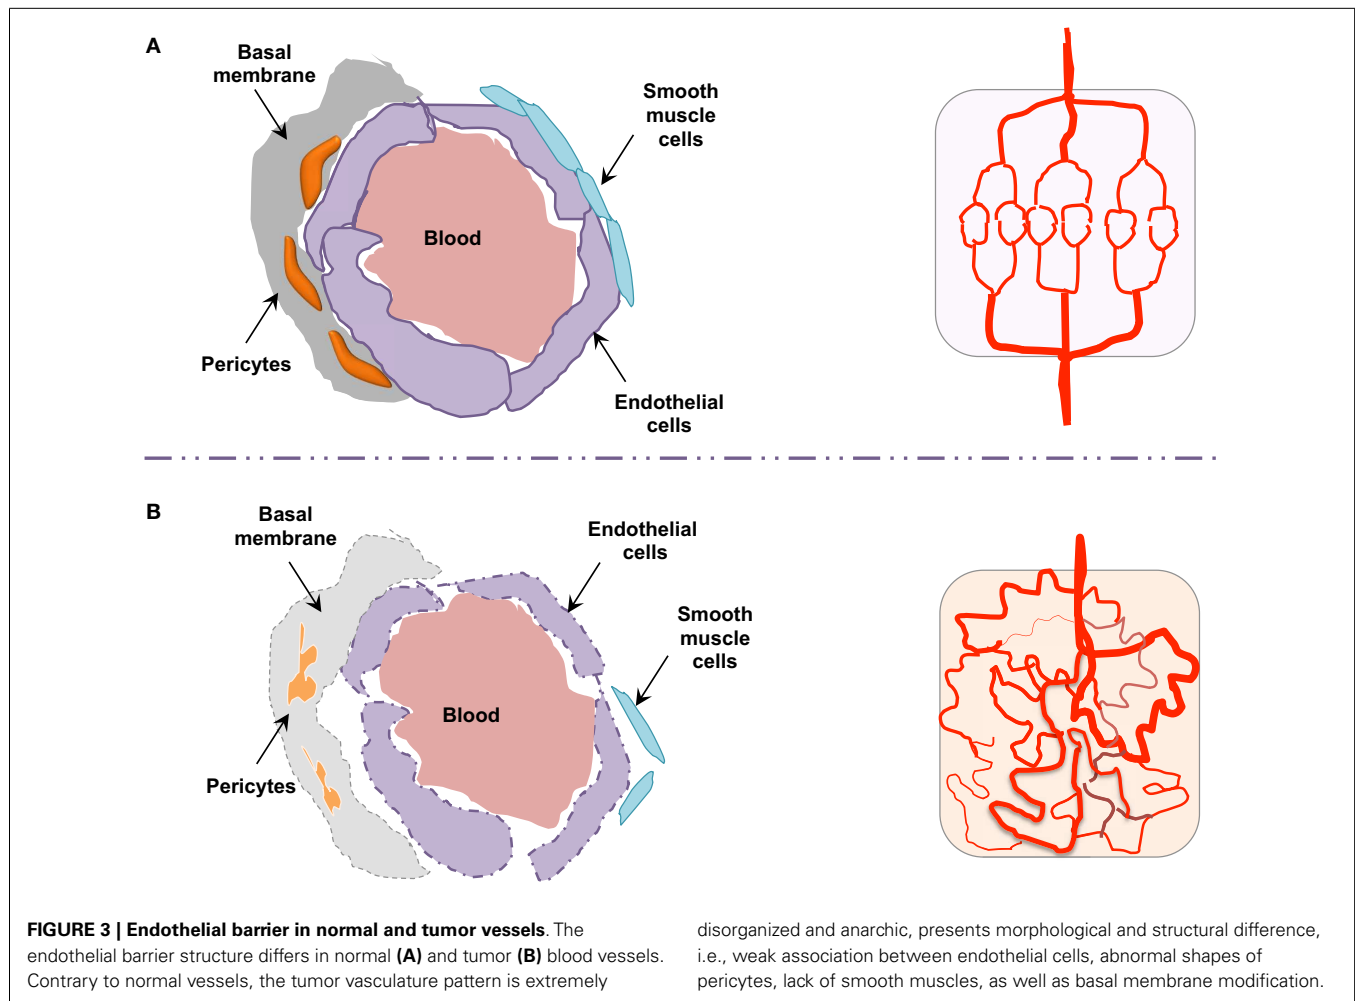 A
Basal
membrane
Smooth
muscle
cells
Blood
Pericytes
Endothelial
cells
B
Basal
membrane
Endothelial
cells
Smooth
muscle
cells
Blood
Pericytes
FIGURE 3 | Endothelial barrier in normal and tumor vessels. The
endothelial barrier structure differs in normal (A) and tumor (B) blood vessels.
Contrary to normal vessels, the tumor vasculature pattern is extremely
disorganized and anarchic, presents morphological and structural difference,
i.e., weak association between endothelial cells, abnormal shapes of
pericytes, lack of smooth muscles, as well as basal membrane modification.